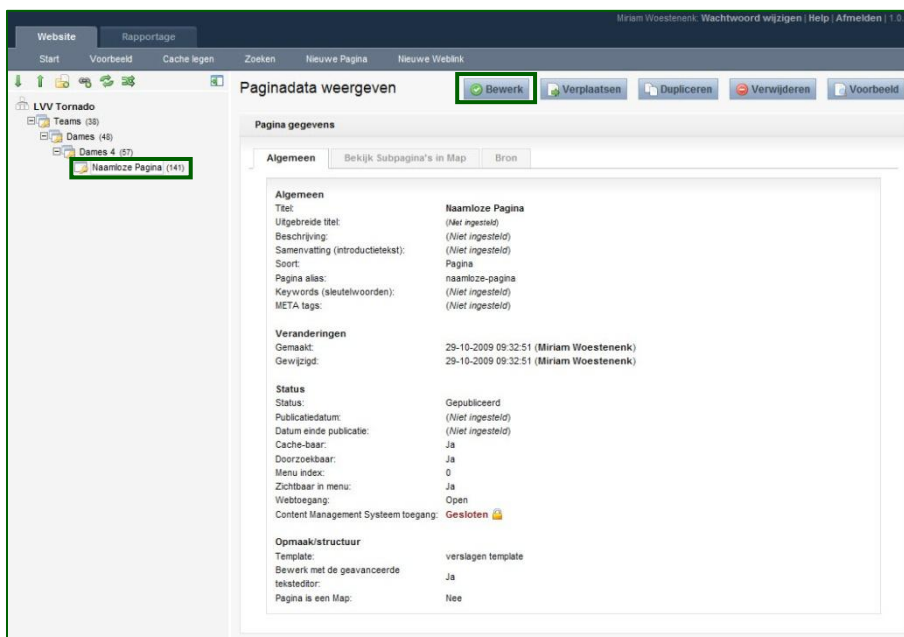 Miriam Woestenenk: Wachtwoord wijzigen | Help | Afmelden | 1.0.
Website Rapportage
Start Voorbeeld Cache legen Zoeken Nieuwe Pagina Nieuwe Weblink
LVV Tornado
Teams (38)
Dames (48)
Dames 4 (57)
Naamloze Pagina (141)
Paginadata weergeven Bewerk Verplaatsen Dupliceren Verwijderen Voorbeeld
Pagina gegevens
Algemeen Bekijk Subpagina's in Map Bron
Algemeen
Titel: Naamloze Pagina
Uitgebreide titel: (Niet ingesteld)
Beschrijving: (Niet ingesteld)
Samenvatting (introductietekst): (Niet ingesteld)
Soort: Pagina
Pagina alias: naamloze-pagina
Keywords (sleutelwoorden): (Niet ingesteld)
META tags: (Niet ingesteld)
Veranderingen
Gemaakt: 29-10-2009 09:32:51 (Miriam Woestenenk)
Gewijzigd: 29-10-2009 09:32:51 (Miriam Woestenenk)
Status
Status: Gepubliceerd
Publicatiedatum: (Niet ingesteld)
Datum einde publicatie: (Niet ingesteld)
Cache-baar: Ja
Doorzoekbaar: Ja
Menu index: 0
Zichtbaar in menu: Ja
Webtoegang: Open
Content Management Systeem toegang: Gesloten
Opmaak/structuur
Template: verslagen template
Bewerk met de geavanceerde
teksteditor: Ja
Pagina is een Map: Nee